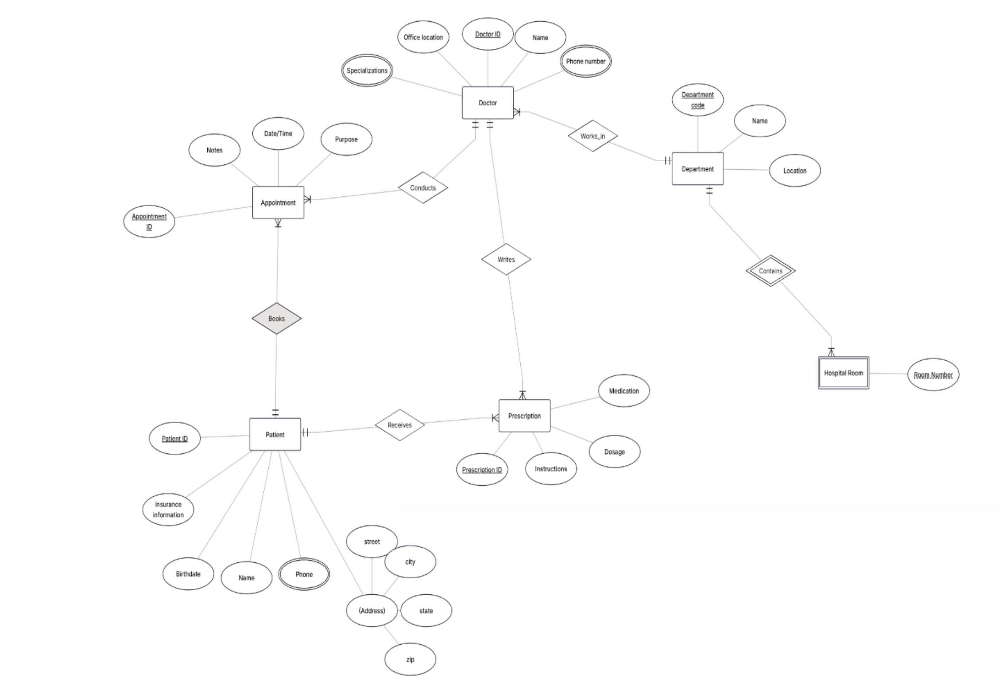 Office location
Doctor ID
Name
Phone number
Specializations
Doctor
Department
code
Name
Works_in
Department
Location
Notes
Date/Time
Purpose
Conducts
Appointment
Appointment
ID
Writes
Contains
Books
Hospital Room
Room Number
Medication
Prescription
Receives
Patient
Patient ID
Dosage
Prescription ID
Instructions
Insurance
information
street
city
Birthdate
Name
Phone
(Address)
state
zip